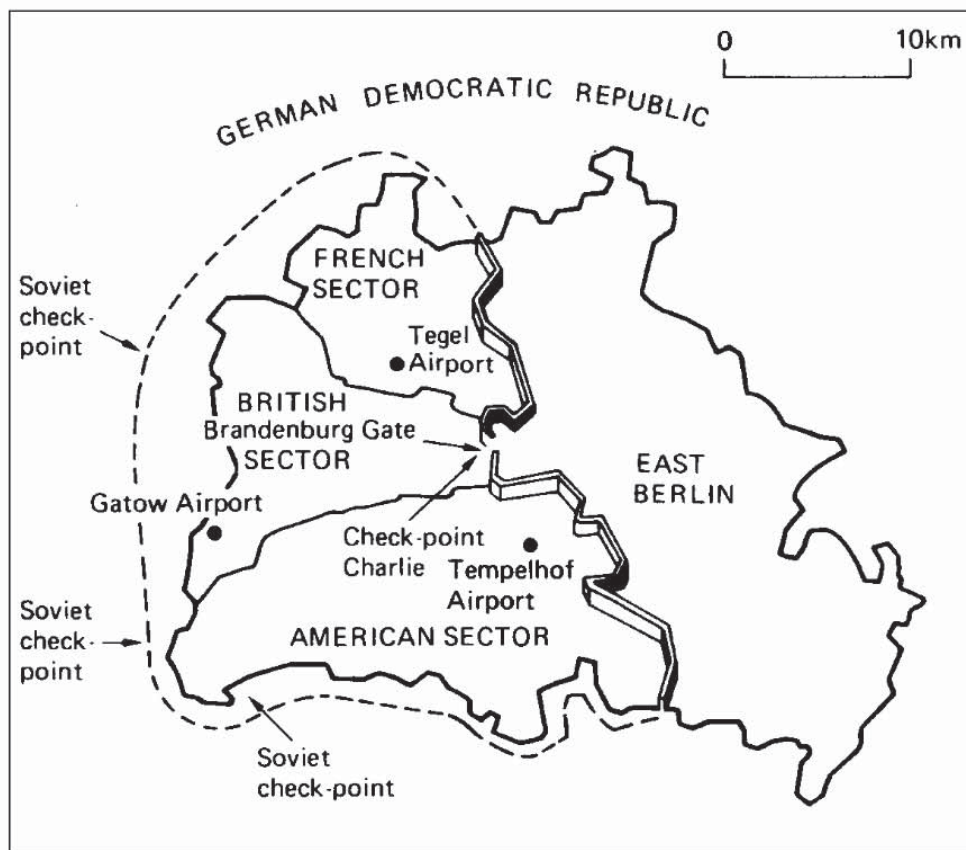 0 10km
GERMAN DEMOCRATIC REPUBLIC
FRENCH
SECTOR
Soviet
check-
point
Tegel
Airport
BRITISH
Brandenburg Gate
SECTOR
EAST
BERLIN
Gatow Airport
Check-point
Charlie
Tempelhof
Airport
Soviet
check-
point
AMERICAN SECTOR
Soviet
check-point